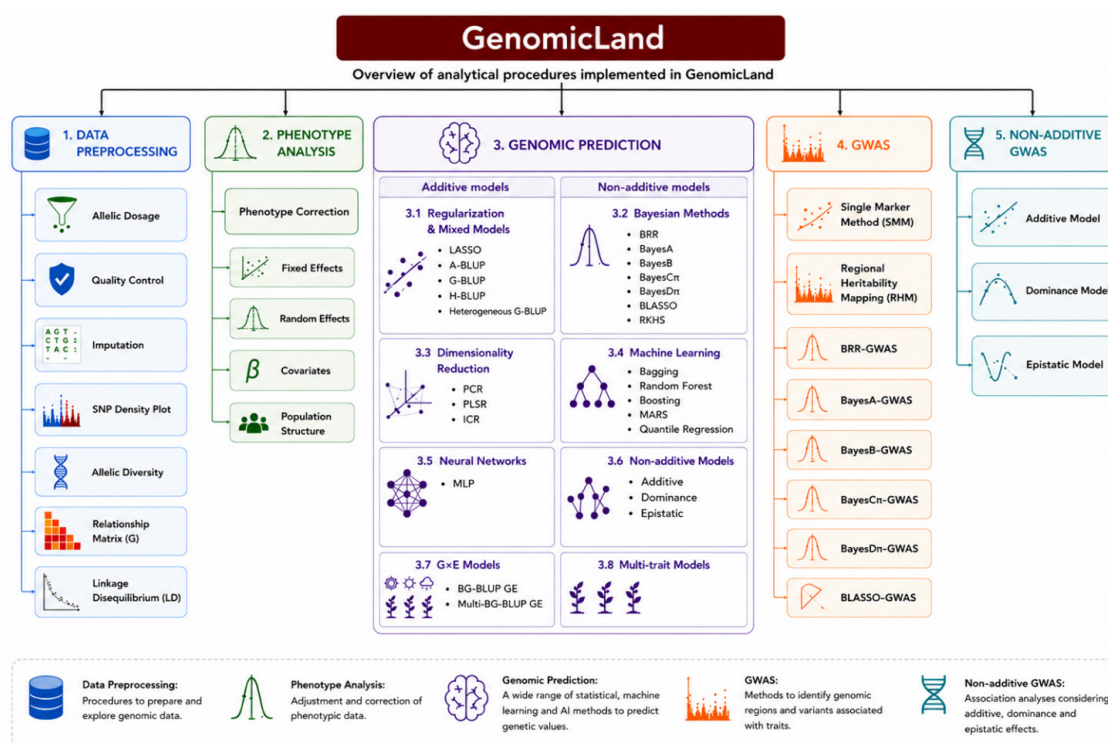 GenomicLand
Overview of analytical procedures implemented in GenomicLand
1. DATA
PREPROCESSING
Allelic Dosage
Quality Control
A G T -
C T G :
T A C :
- -
Imputation
SNP Density Plot
Allelic Diversity
Relationship
Matrix (G)
Linkage
Disequilibrium (LD)
2. PHENOTYPE
ANALYSIS
Phenotype Correction
Fixed Effects
Random Effects
β
Covariates
Population
Structure
3. GENOMIC PREDICTION
Additive models
Non-additive models
3.1 Regularization
& Mixed Models
• LASSO
• A-BLUP
• G-BLUP
• H-BLUP
• Heterogeneous G-BLUP
3.2 Bayesian Methods
• BRR
• BayesA
• BayesB
• BayesCπ
• BayesDπ
• BLASSO
• RKHS
3.3 Dimensionality
Reduction
• PCR
• PLSR
• ICR
3.4 Machine Learning
• Bagging
• Random Forest
• Boosting
• MARS
• Quantile Regression
3.5 Neural Networks
• MLP
3.6 Non-additive Models
• Additive
• Dominance
• Epistatic
3.7 G×E Models
• BG-BLUP GE
• Multi-BG-BLUP GE
3.8 Multi-trait Models
4. GWAS
Single Marker
Method (SMM)
Regional
Heritability
Mapping (RHM)
BRR-GWAS
BayesA-GWAS
BayesB-GWAS
BayesCπ-GWAS
BayesDπ-GWAS
BLASSO-GWAS
5. NON-ADDITIVE
GWAS
Additive Model
Dominance Model
Epistatic Model
Data Preprocessing:
Procedures to prepare and
explore genomic data.
Phenotype Analysis:
Adjustment and correction of
phenotypic data.
Genomic Prediction:
A wide range of statistical, machine
learning and AI methods to predict
genetic values.
GWAS:
Methods to identify genomic
regions and variants associated
with traits.
Non-additive GWAS:
Association analyses considering
additive, dominance and
epistatic effects.